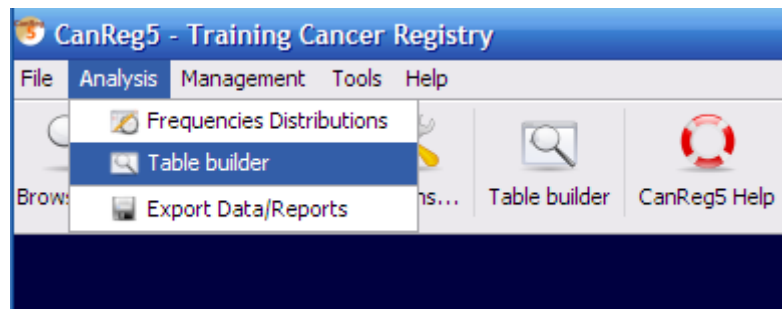 CanReg5 - Training Cancer Registry
File Analysis Management Tools Help
Frequencies Distributions
Table builder
Export Data/Reports
Table builder CanReg5 Help